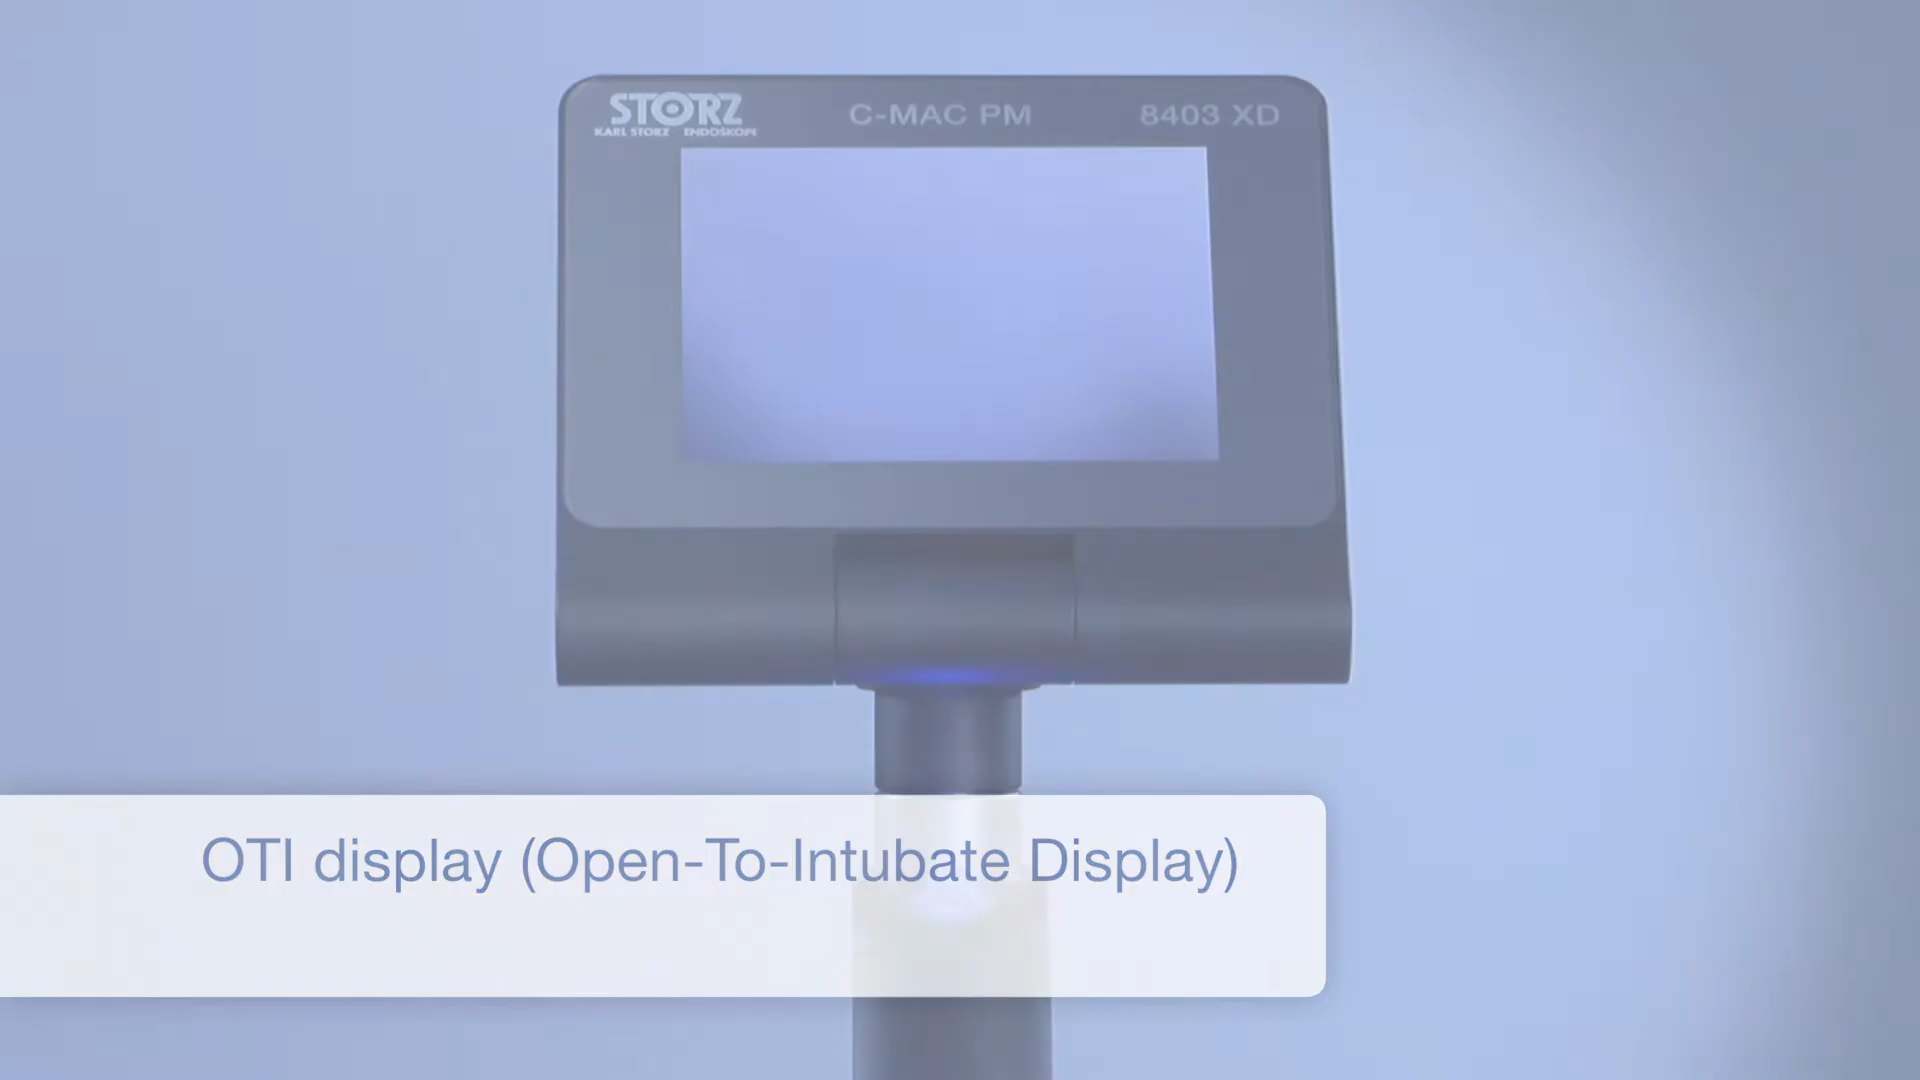 STORZ
KARL STORZ ENDOSKOPE
C-MAC PM
8403 XD
OTI display (Open-To-Intubate Display)